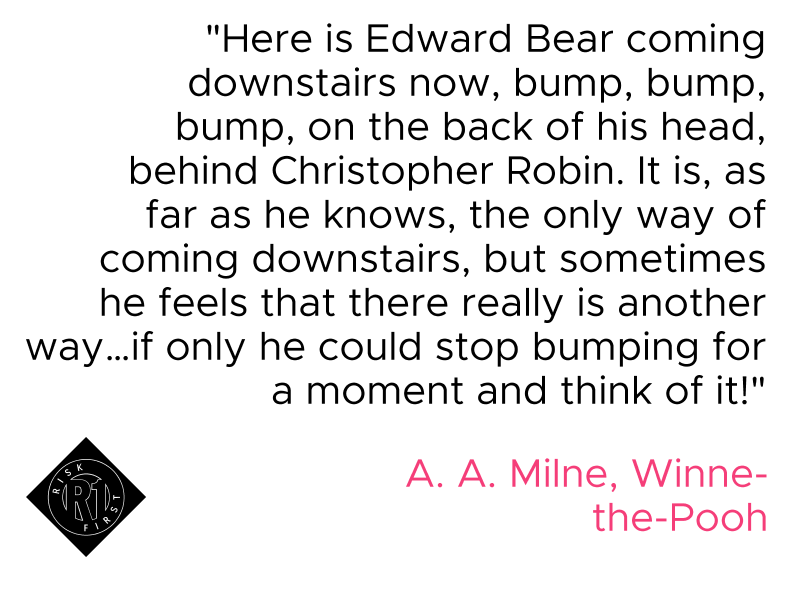 "Here is Edward Bear coming
downstairs now, bump, bump,
bump, on the back of his head,
behind Christopher Robin. It is, as
far as he knows, the only way of
coming downstairs, but sometimes
he feels that there really is another
way...if only he could stop bumping for
a moment and think of it!"
A. A. Milne, Winne-
the-Pooh
RISK
R1
FIRST